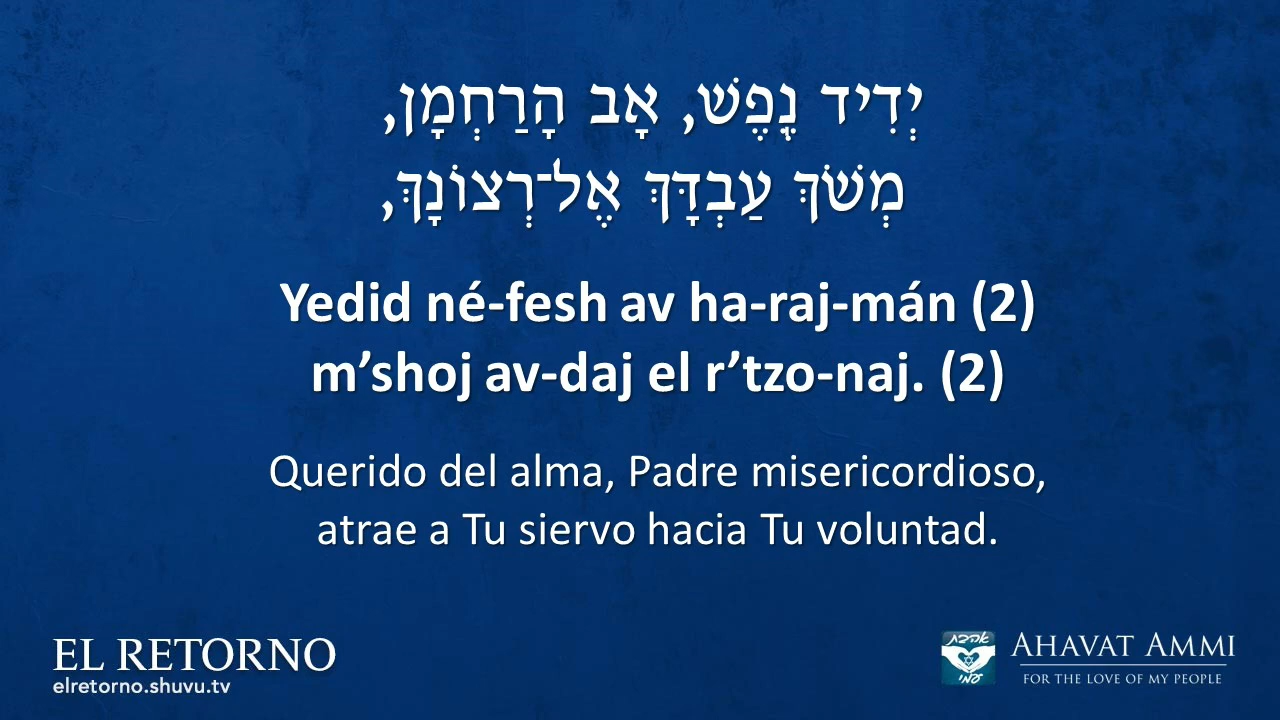 יְדִיד נֶֽפֶשׁ, אָב הָרַחְמָן,
מְשֹׁךְ עַבְדָּךְ אֶל־רְצוֹנָךְ,
Yedid né-fesh av ha-raj-mán (2)
m’shoj av-daj el r’tzo-naj. (2)
Querido del alma, Padre misericordioso,
atrae a Tu siervo hacia Tu voluntad.
EL RETORNO
elretorno.shuvu.tv
אהבת
עמי
AHAVAT AMMI
FOR THE LOVE OF MY PEOPLE